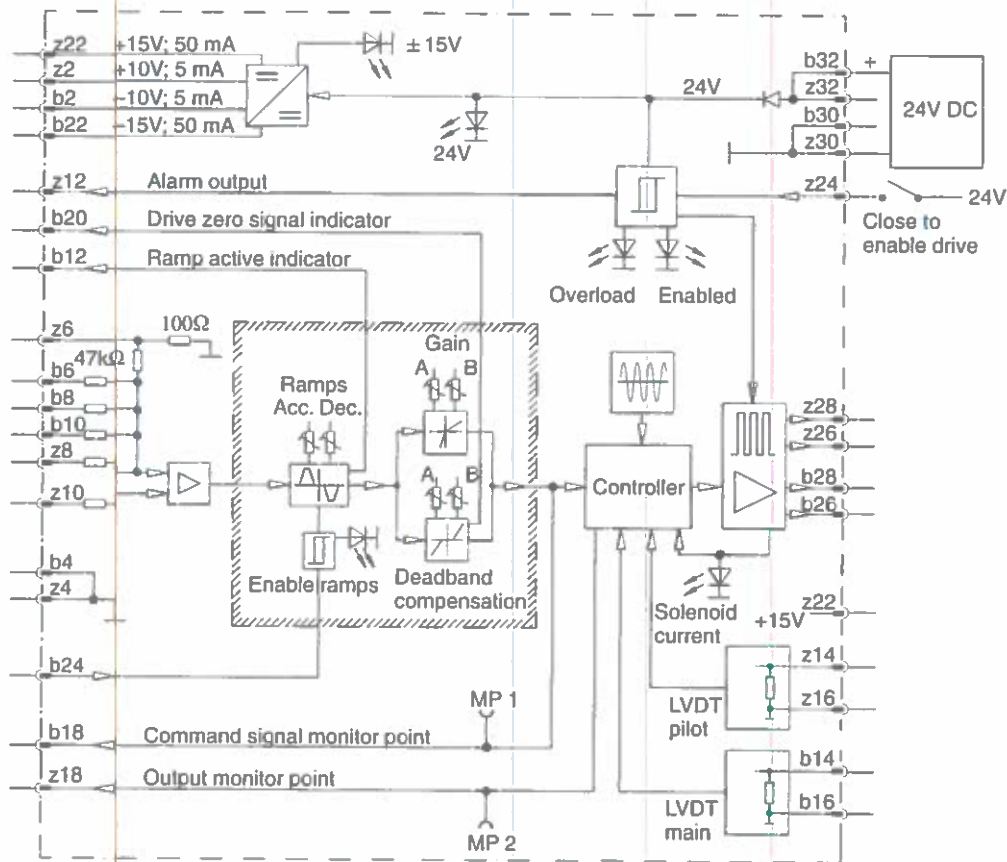 z22 +15V; 50 mA
± 15V
z2 +10V; 5 mA
b2 –10V; 5 mA
b22 –15V; 50 mA
24V
24V
b32 +
z32
b30
z30
24V DC
z12 Alarm output
z24
24V
Close to
enable drive
b20 Drive zero signal indicator
b12 Ramp active indicator
Overload
Enabled
z6
100Ω
47kΩ
b6
b8
b10
z8
z10
Gain
A B
Ramps
Acc. Dec.
A B
Enable ramps
Deadband
compensation
Controller
z28
z26
b28
b26
b4
z4
Solenoid
current
z22
+15V
z14
z16
LVDT
pilot
b24
MP 1
b18 Command signal monitor point
z18 Output monitor point
MP 2
b14
b16
LVDT
main